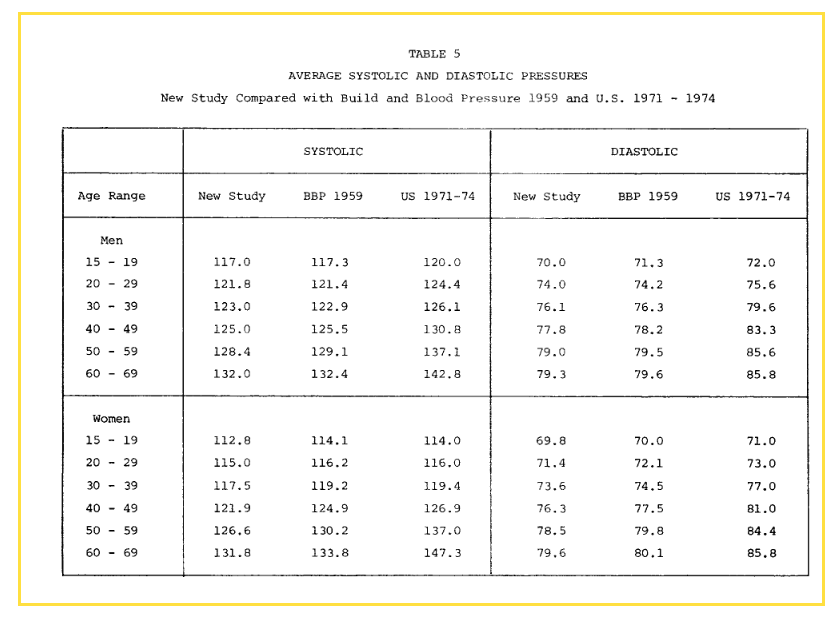 TABLE 5
AVERAGE SYSTOLIC AND DIASTOLIC PRESSURES
New Study Compared with Build and Blood Pressure 1959 and U.S. 1971 - 1974
SYSTOLIC DIASTOLIC
Age Range New Study BBP 1959 US 1971-74 New Study BBP 1959 US 1971-74
Men
15 - 19 117.0 117.3 120.0 70.0 71.3 72.0
20 - 29 121.8 121.4 124.4 74.0 74.2 75.6
30 - 39 123.0 122.9 126.1 76.1 76.3 79.6
40 - 49 125.0 125.5 130.8 77.8 78.2 83.3
50 - 59 128.4 129.1 137.1 79.0 79.5 85.6
60 - 69 132.0 132.4 142.8 79.3 79.6 85.8
Women
15 - 19 112.8 114.1 114.0 69.8 70.0 71.0
20 - 29 115.0 116.2 116.0 71.4 72.1 73.0
30 - 39 117.5 119.2 119.4 73.6 74.5 77.0
40 - 49 121.9 124.9 126.9 76.3 77.5 81.0
50 - 59 126.6 130.2 137.0 78.5 79.8 84.4
60 - 69 131.8 133.8 147.3 79.6 80.1 85.8